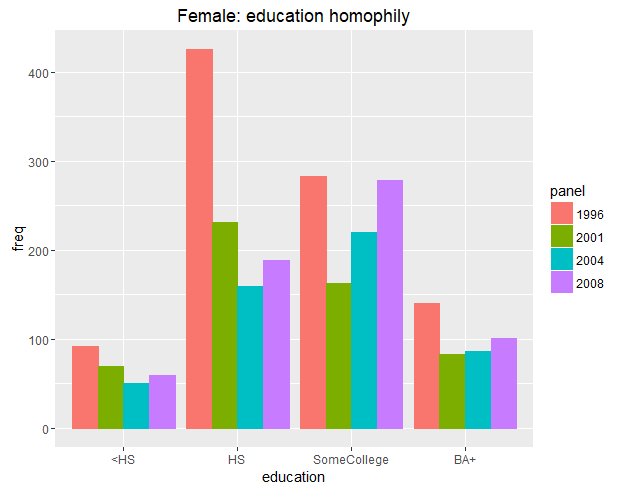 Female: education homophily
freq
400
300
200
100
0
<HS HS SomeCollege BA+
education
panel
1996
2001
2004
2008